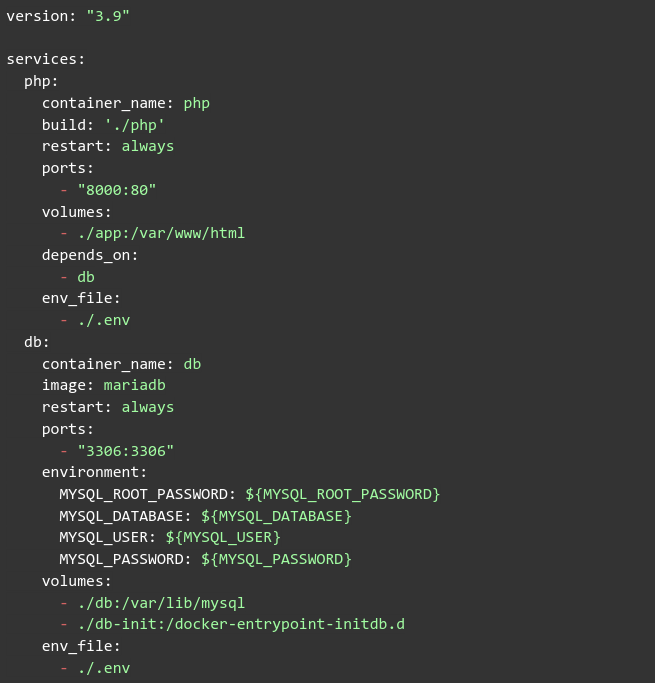 version: "3.9"

services:
  php:
    container_name: php
    build: './php'
    restart: always
    ports:
      - "8000:80"
    volumes:
      - ./app:/var/www/html
    depends_on:
      - db
    env_file:
      - ./.env
  db:
    container_name: db
    image: mariadb
    restart: always
    ports:
      - "3306:3306"
    environment:
      MYSQL_ROOT_PASSWORD: ${MYSQL_ROOT_PASSWORD}
      MYSQL_DATABASE: ${MYSQL_DATABASE}
      MYSQL_USER: ${MYSQL_USER}
      MYSQL_PASSWORD: ${MYSQL_PASSWORD}
    volumes:
      - ./db:/var/lib/mysql
      - ./db-init:/docker-entrypoint-initdb.d
    env_file:
      - ./.env